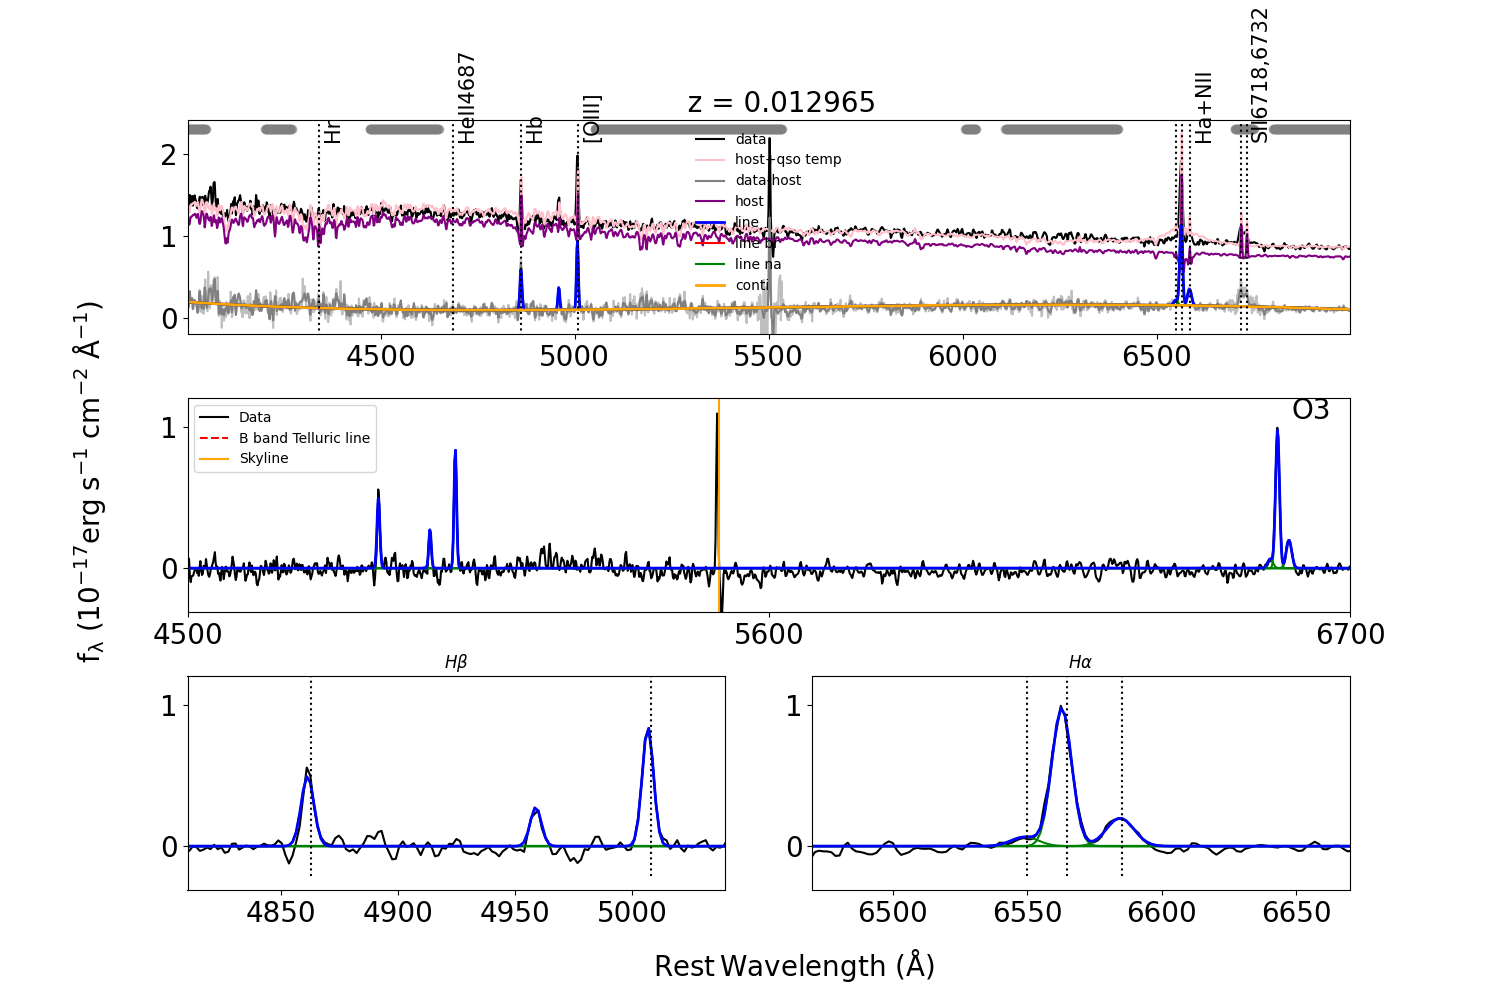 z = 0.012965
Hr
HeII4687
Hb
[OIII]
Ha+NII
SII6718,6732
data
host+qso temp
data-host
host
line
line br
line na
conti
2
1
0
4500
5000
5500
6000
6500
Data
B band Telluric line
Skyline
O3
1
0
4500
5600
6700
f_λ (10^{-17}erg s^{-1} cm^{-2} Å^{-1})
Hβ
1
0
4850
4900
4950
5000
Hα
1
0
6500
6550
6600
6650
Rest Wavelength (Å)